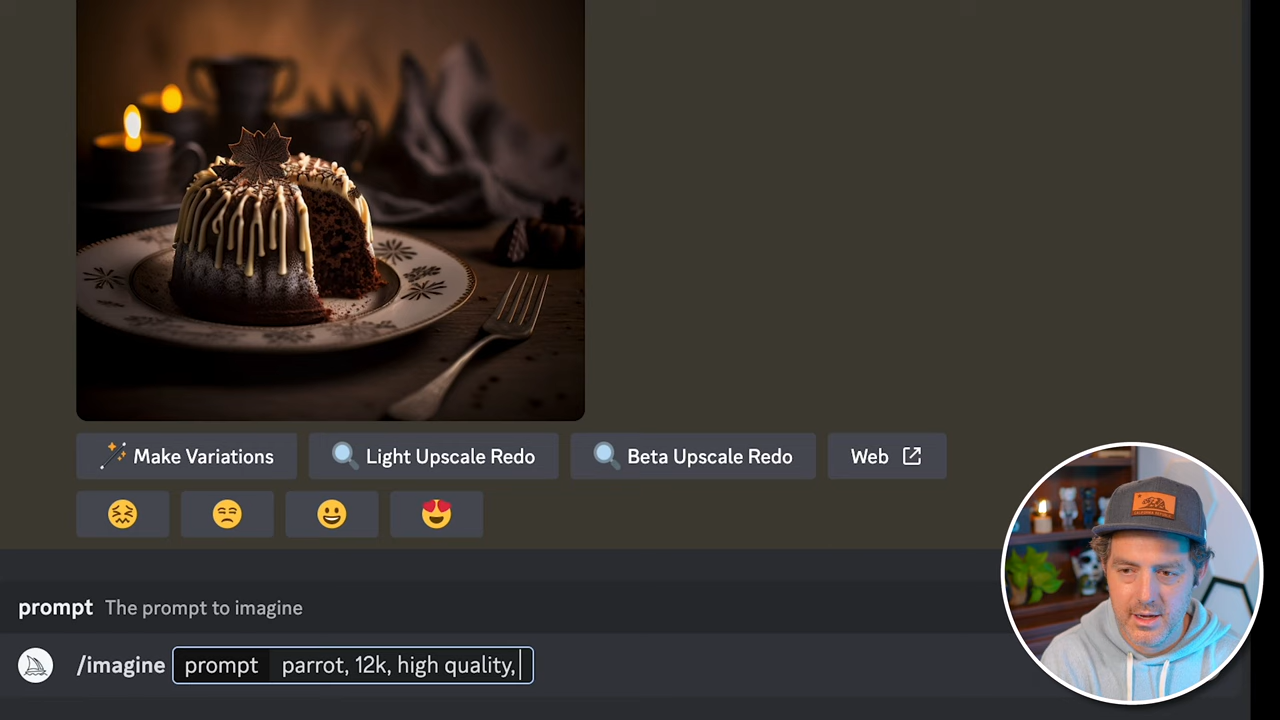 Make Variations
Light Upscale Redo
Beta Upscale Redo
Web
prompt The prompt to imagine
/imagine prompt parrot, 12k, high quality,